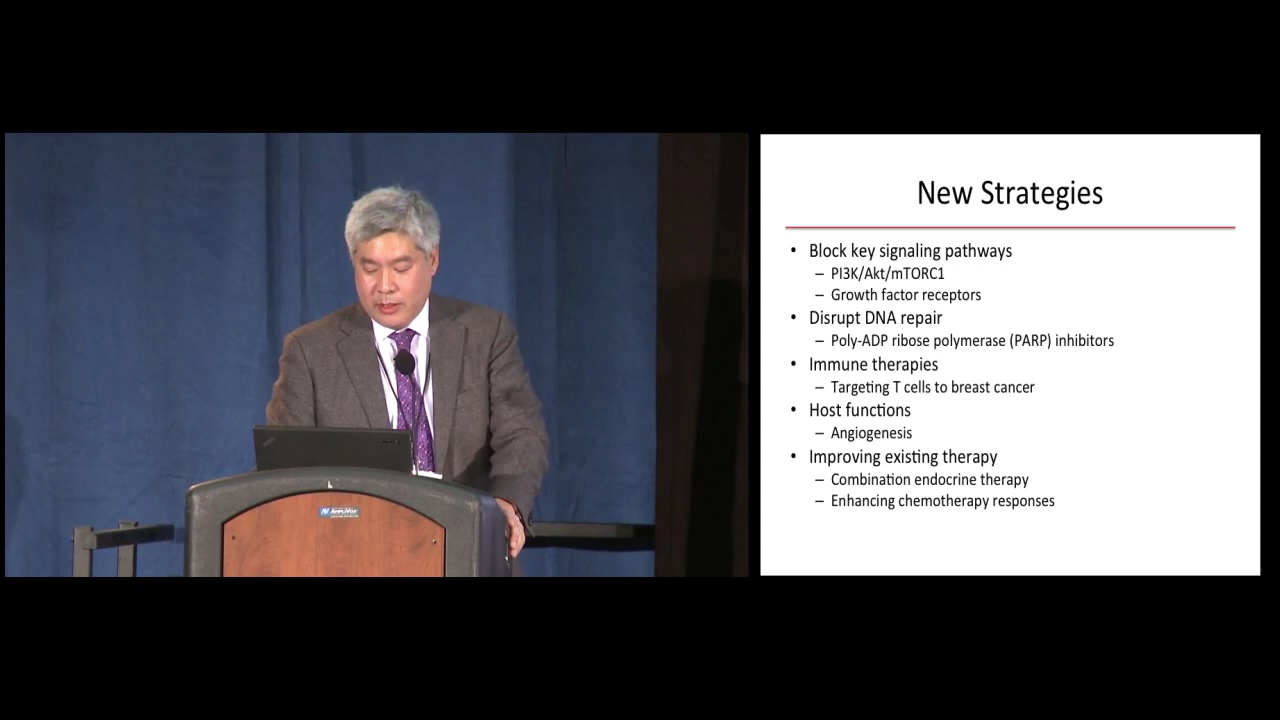 New Strategies
• Block key signaling pathways
– PI3K/Akt/mTORC1
– Growth factor receptors
• Disrupt DNA repair
– Poly-ADP ribose polymerase (PARP) inhibitors
• Immune therapies
– Targeting T cells to breast cancer
• Host functions
– Angiogenesis
• Improving existing therapy
– Combination endocrine therapy
– Enhancing chemotherapy responses
AmpliVox